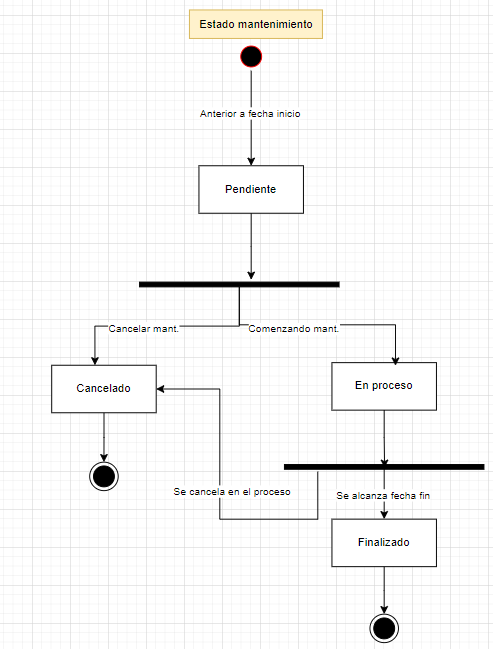 Estado mantenimiento
Anterior a fecha inicio
Pendiente
Cancelar mant.
Comenzando mant.
Cancelado
En proceso
Se cancela en el proceso
Se alcanza fecha fin
Finalizado